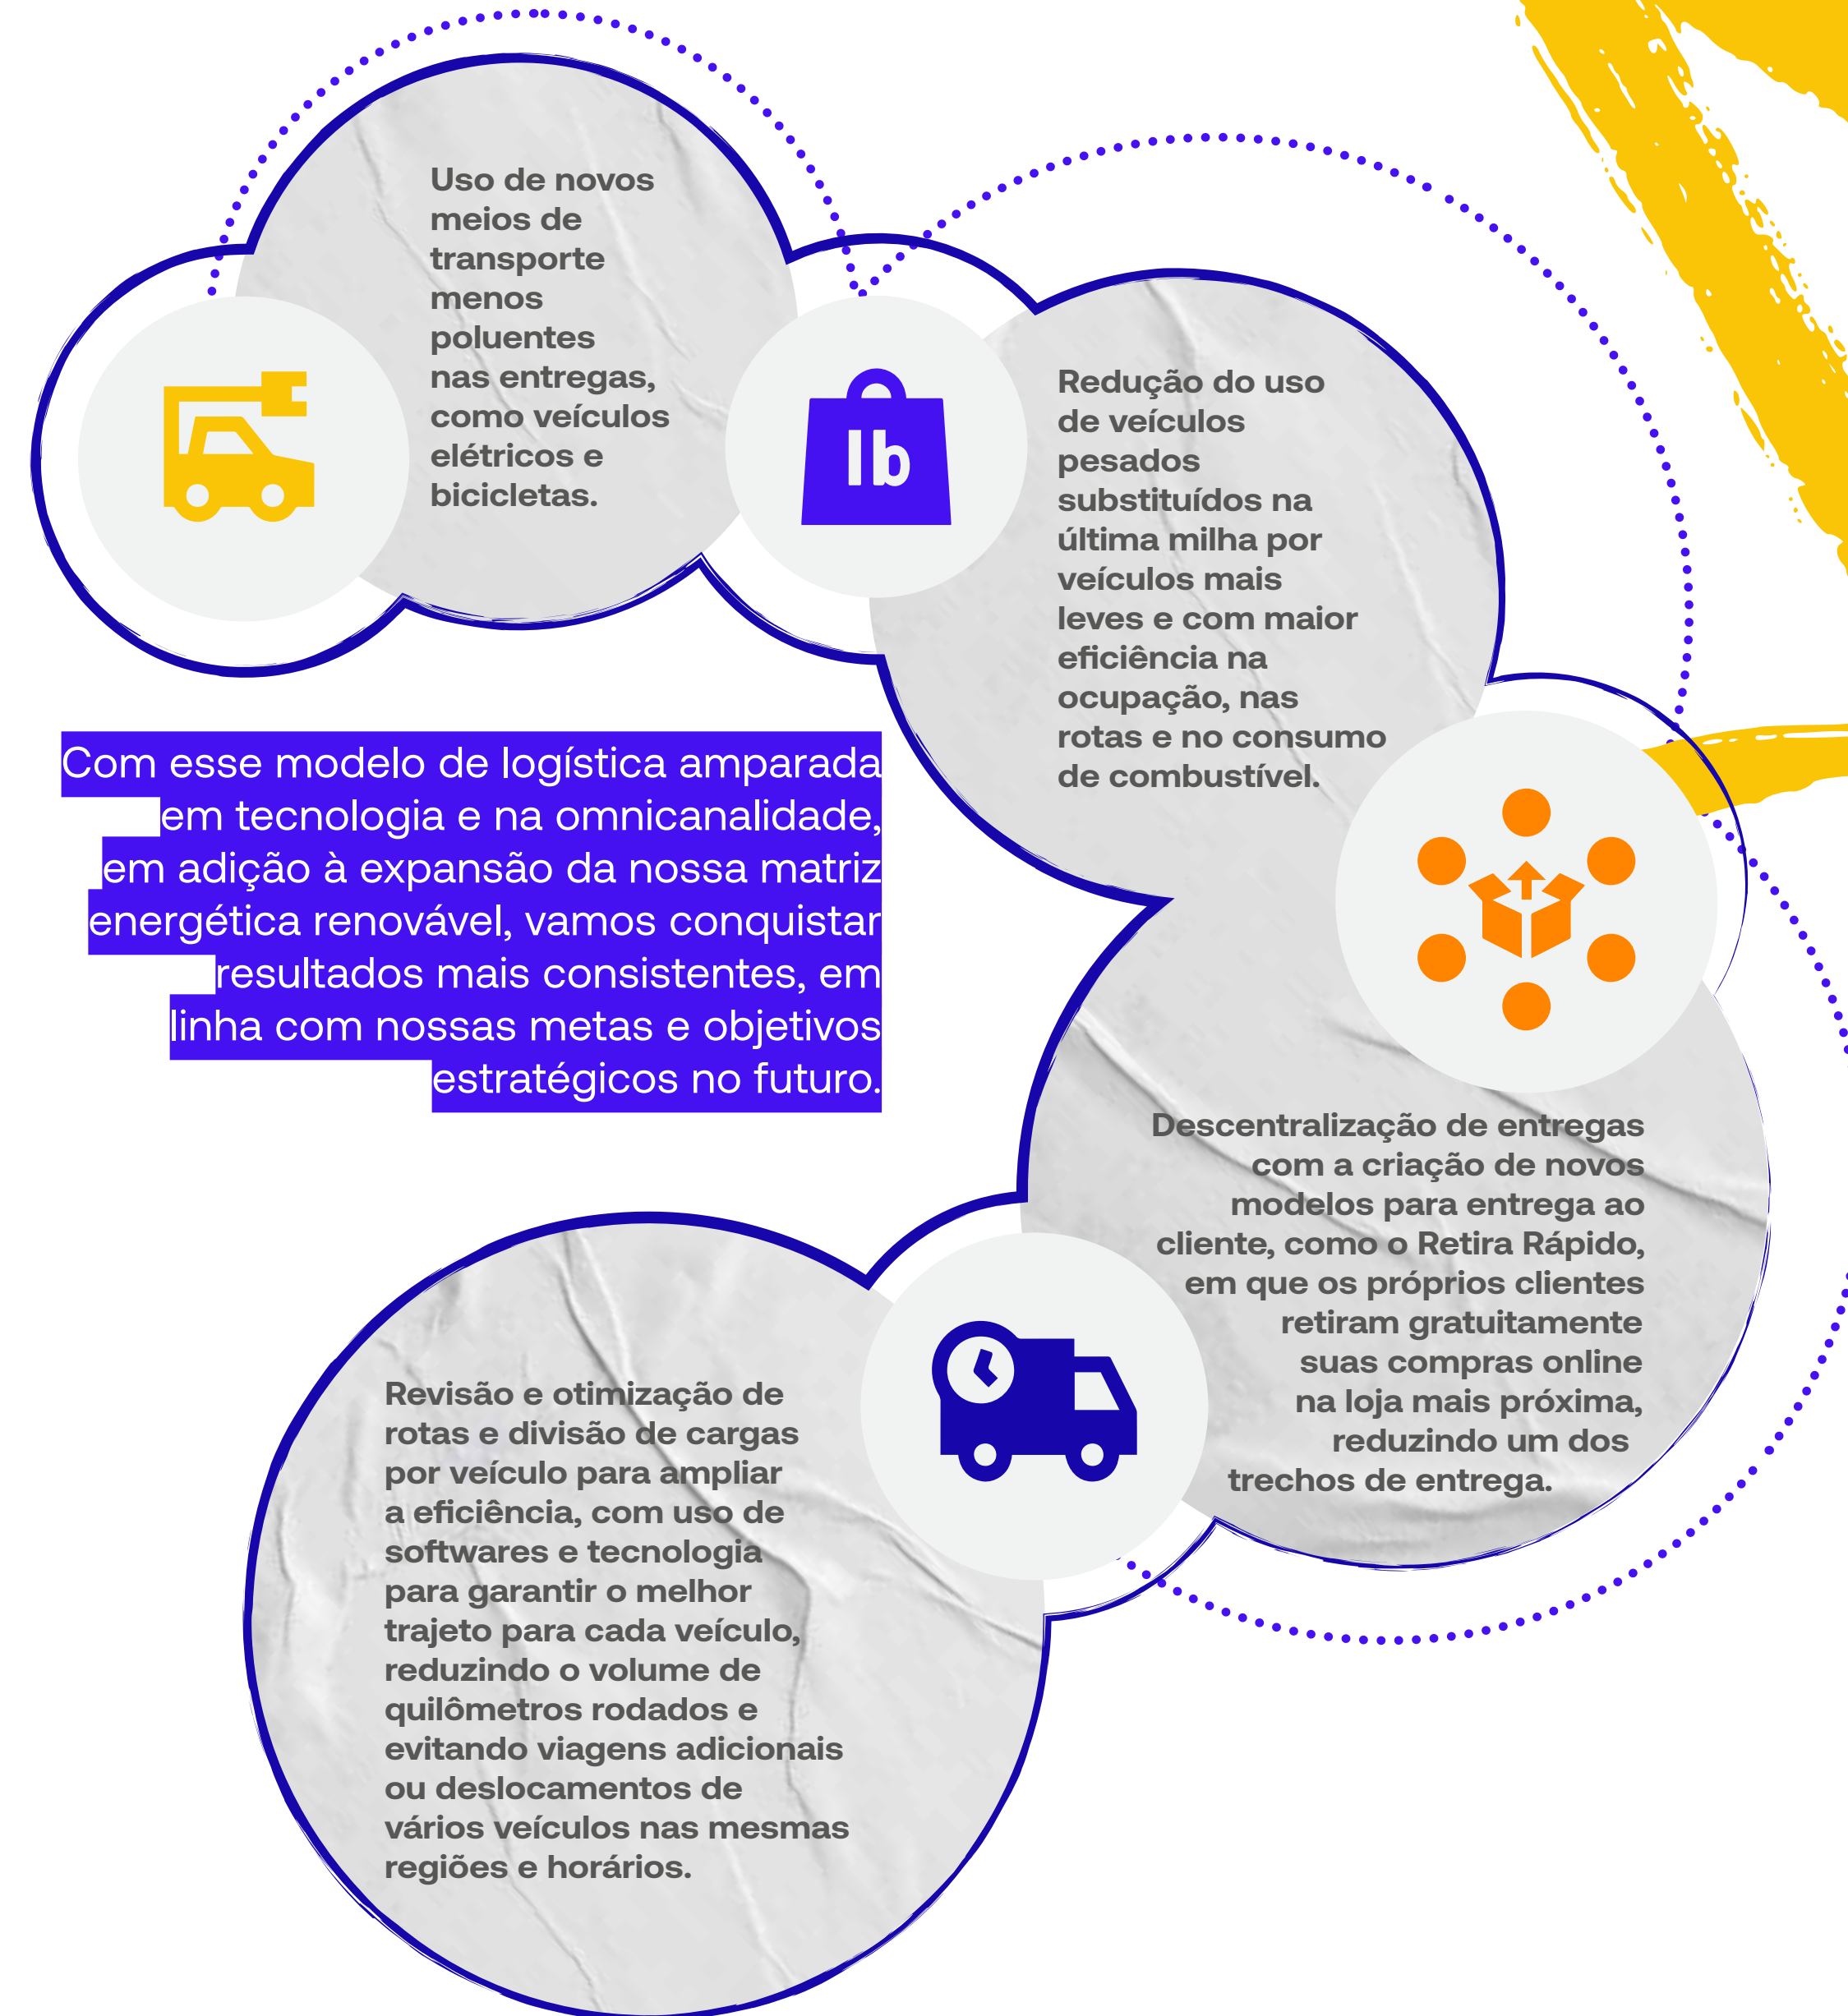 Uso de novos
meios de
transporte
menos
poluentes
nas entregas,
como veículos
elétricos e
bicicletas.
lb
Redução do uso
de veículos
pesados
substituídos na
última milha por
veículos mais
leves e com maior
eficiência na
ocupação, nas
rotas e no consumo
de combustível.
Com esse modelo de logística amparada
em tecnologia e na omnicanalidade,
em adição à expansão da nossa matriz
energética renovável, vamos conquistar
resultados mais consistentes, em
linha com nossas metas e objetivos
estratégicos no futuro.
Descentralização de entregas
com a criação de novos
modelos para entrega ao
cliente, como o Retira Rápido,
em que os próprios clientes
retiram gratuitamente
suas compras online
na loja mais próxima,
reduzindo um dos
trechos de entrega.
Revisão e otimização de
rotas e divisão de cargas
por veículo para ampliar
a eficiência, com uso de
softwares e tecnologia
para garantir o melhor
trajeto para cada veículo,
reduzindo o volume de
quilômetros rodados e
evitando viagens adicionais
ou deslocamentos de
vários veículos nas mesmas
regiões e horários.